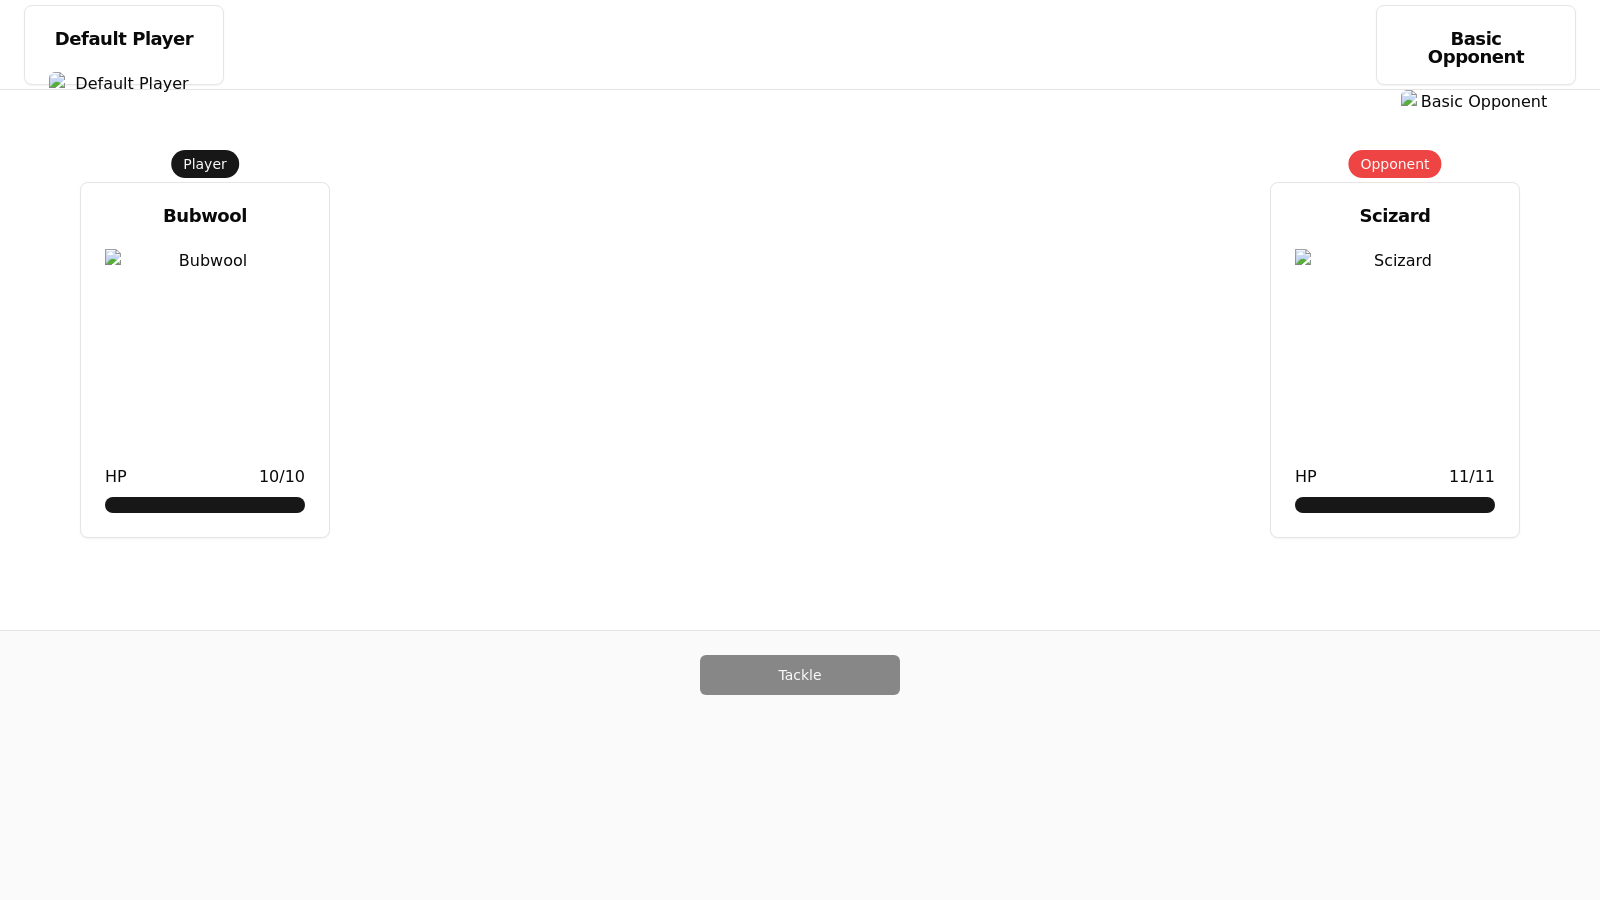 Default Player
Default Player
Basic
Opponent
Basic Opponent
Player
Bubwool
Bubwool
HP 10/10
Opponent
Scizard
Scizard
HP 11/11
Tackle